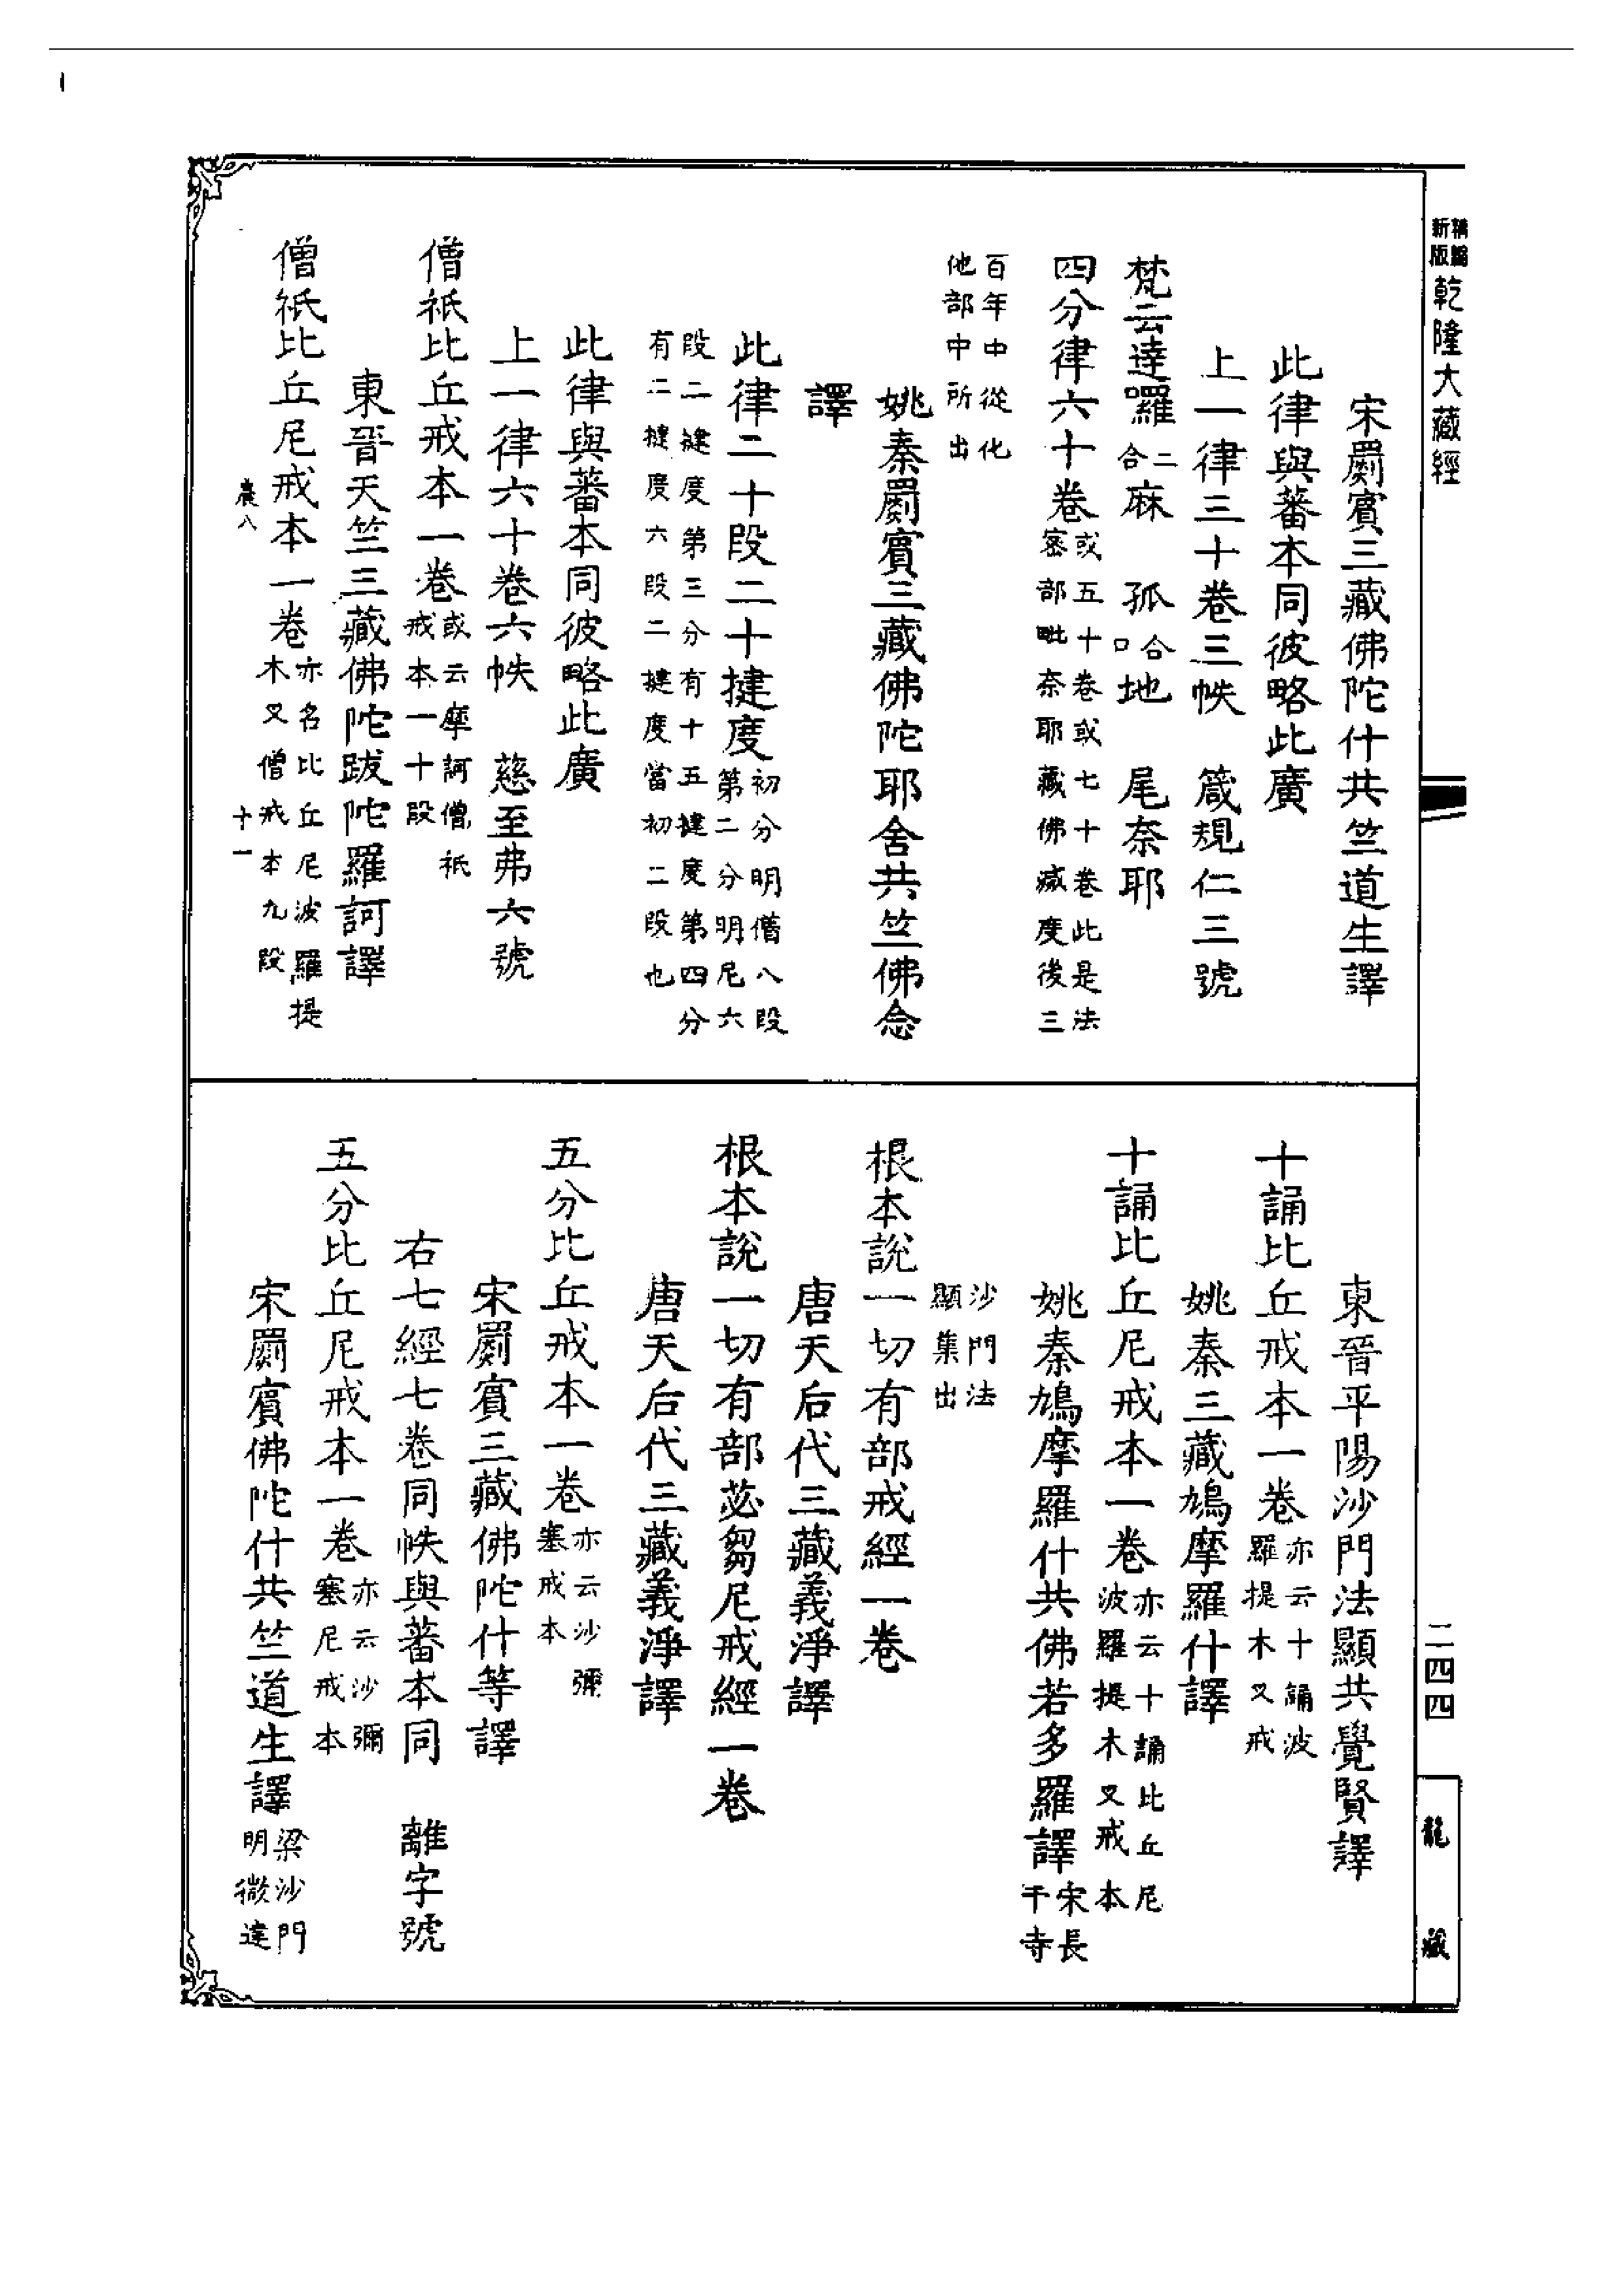 新編縮版
乾隆大藏經
宋罽賓三藏佛陀什共竺道生譯
此律與蕃本同彼略此廣
上一律三十卷三帙　箴規仁三號
梵云達囉二合麻　孤口合地　尾奈耶
四分律六十卷或五十卷或七十卷此是法密部毗奈耶藏佛滅度後三
百年中從化他部中所出
姚秦罽賓三藏佛陀耶舍共竺佛念
譯
此律二十段二十揵度初分明僧八段第二分明尼六
段二揵度第三分有十五揵度第四分有二揵度六段二揵度當初二段也
此律與蕃本同彼略此廣
上一律六十卷六帙　慈至弗六號
僧祇比丘戒本一卷或云摩訶僧祇戒本一十段
東晉天竺三藏佛陀跋陀羅訶譯
僧祇比丘尼戒本一卷亦名比丘尼波羅提木叉僧戒本九段
農八　十一
東晉平陽沙門法顯共覺賢譯
十誦比丘戒本一卷亦云十誦波羅提木叉戒
姚秦三藏鳩摩羅什譯
十誦比丘尼戒本一卷亦云十誦比丘尼波羅提木叉戒本
姚秦鳩摩羅什共佛若多羅譯宋長干寺
沙門法顯集出
根本說一切有部戒經一卷
唐天后代三藏義淨譯
根本說一切有部苾芻尼戒經一卷
唐天后代三藏義淨譯
五分比丘戒本一卷亦云沙彌塞戒本
宋罽賓三藏佛陀什等譯
右七經七卷同帙與蕃本同　離字號
五分比丘尼戒本一卷亦云沙彌塞尼戒本
宋罽賓佛陀什共竺道生譯梁沙門明徽達
二四四
龍藏